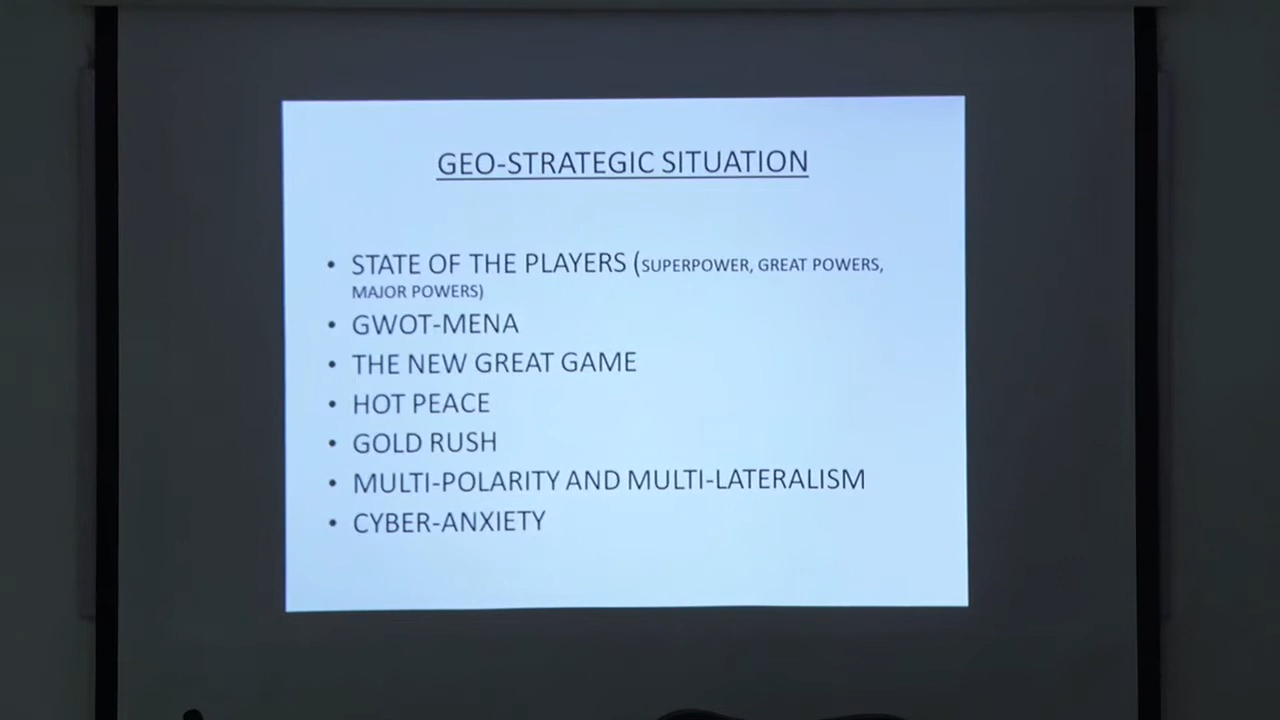 GEO-STRATEGIC SITUATION
• STATE OF THE PLAYERS (SUPERPOWER, GREAT POWERS,
MAJOR POWERS)
• GWOT-MENA
• THE NEW GREAT GAME
• HOT PEACE
• GOLD RUSH
• MULTI-POLARITY AND MULTI-LATERALISM
• CYBER-ANXIETY